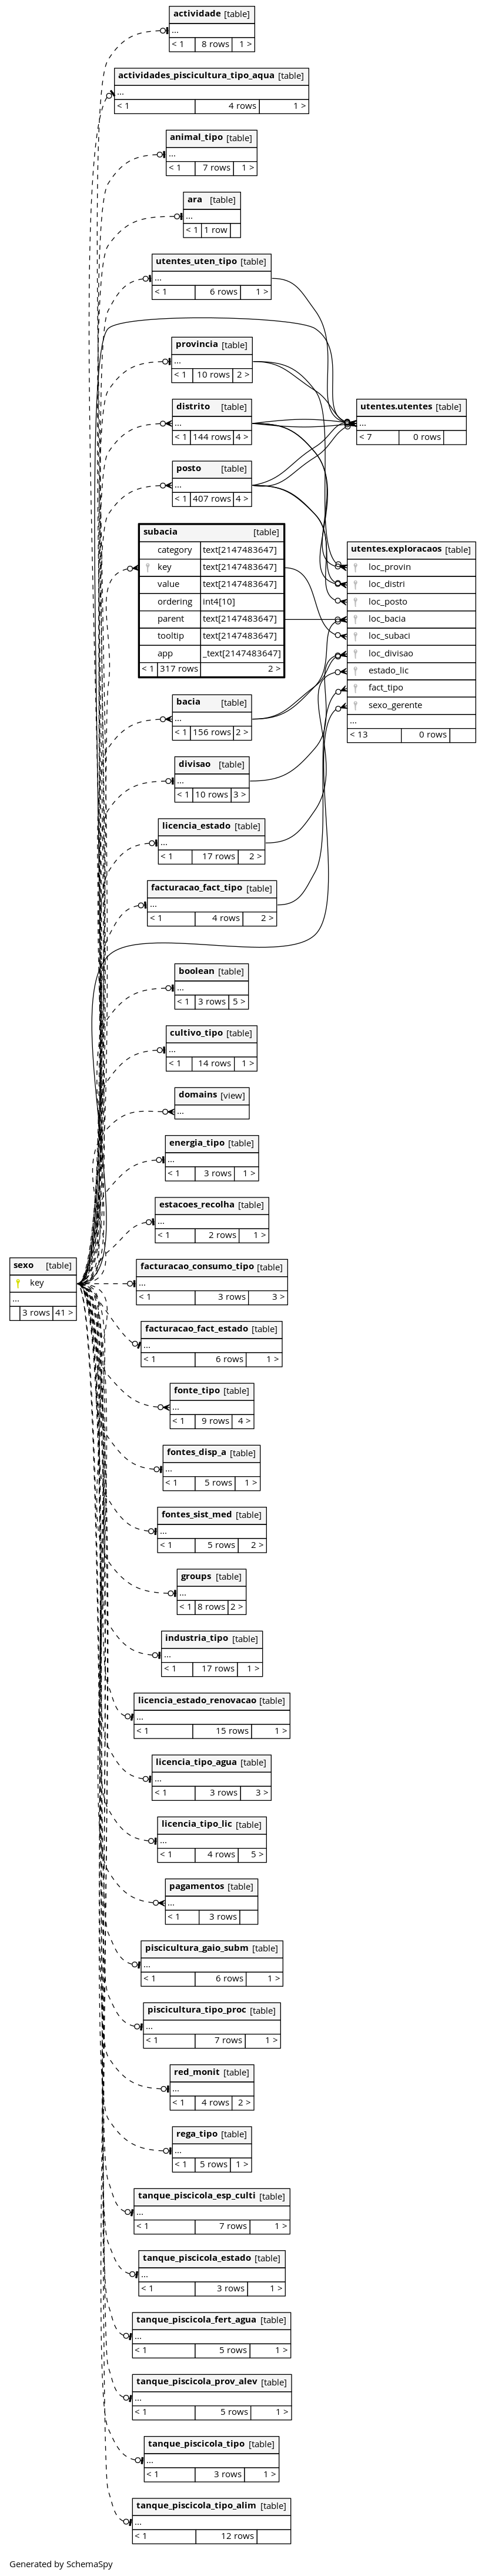 actividade [table]
...
< 1 8 rows 1 >
actividades_piscicultura_tipo_aqua [table]
...
< 1 4 rows 1 >
animal_tipo [table]
...
< 1 7 rows 1 >
ara [table]
...
< 1 1 row
utentes_uten_tipo [table]
...
< 1 6 rows 1 >
provincia [table]
...
< 1 10 rows 2 >
distrito [table]
...
< 1 144 rows 4 >
posto [table]
...
< 1 407 rows 4 >
utentes.utentes [table]
...
< 7 0 rows
subacia [table]
category text[2147483647]
key text[2147483647]
value text[2147483647]
ordering int4[10]
parent text[2147483647]
tooltip text[2147483647]
app _text[2147483647]
< 1 317 rows 2 >
utentes.exploracaos [table]
loc_provin
loc_distri
loc_posto
loc_bacia
loc_subaci
loc_divisao
estado_lic
fact_tipo
sexo_gerente
...
< 13 0 rows
bacia [table]
...
< 1 156 rows 2 >
divisao [table]
...
< 1 10 rows 3 >
licencia_estado [table]
...
< 1 17 rows 2 >
facturacao_fact_tipo [table]
...
< 1 4 rows 2 >
boolean [table]
...
< 1 3 rows 5 >
cultivo_tipo [table]
...
< 1 14 rows 1 >
domains [view]
...
energia_tipo [table]
...
< 1 3 rows 1 >
estacoes_recolha [table]
...
< 1 2 rows 1 >
sexo [table]
key
...
3 rows 41 >
facturacao_consumo_tipo [table]
...
< 1 3 rows 3 >
facturacao_fact_estado [table]
...
< 1 6 rows 1 >
fonte_tipo [table]
...
< 1 9 rows 4 >
fontes_disp_a [table]
...
< 1 5 rows 1 >
fontes_sist_med [table]
...
< 1 5 rows 2 >
groups [table]
...
< 1 8 rows 2 >
industria_tipo [table]
...
< 1 17 rows 1 >
licencia_estado_renovacao [table]
...
< 1 15 rows 1 >
licencia_tipo_agua [table]
...
< 1 3 rows 3 >
licencia_tipo_lic [table]
...
< 1 4 rows 5 >
pagamentos [table]
...
< 1 3 rows
piscicultura_gaio_subm [table]
...
< 1 6 rows 1 >
piscicultura_tipo_proc [table]
...
< 1 7 rows 1 >
red_monit [table]
...
< 1 4 rows 2 >
rega_tipo [table]
...
< 1 5 rows 1 >
tanque_piscicola_esp_culti [table]
...
< 1 7 rows 1 >
tanque_piscicola_estado [table]
...
< 1 3 rows 1 >
tanque_piscicola_fert_agua [table]
...
< 1 5 rows 1 >
tanque_piscicola_prov_alev [table]
...
< 1 5 rows 1 >
tanque_piscicola_tipo [table]
...
< 1 3 rows 1 >
tanque_piscicola_tipo_alim [table]
...
< 1 12 rows
Generated by SchemaSpy